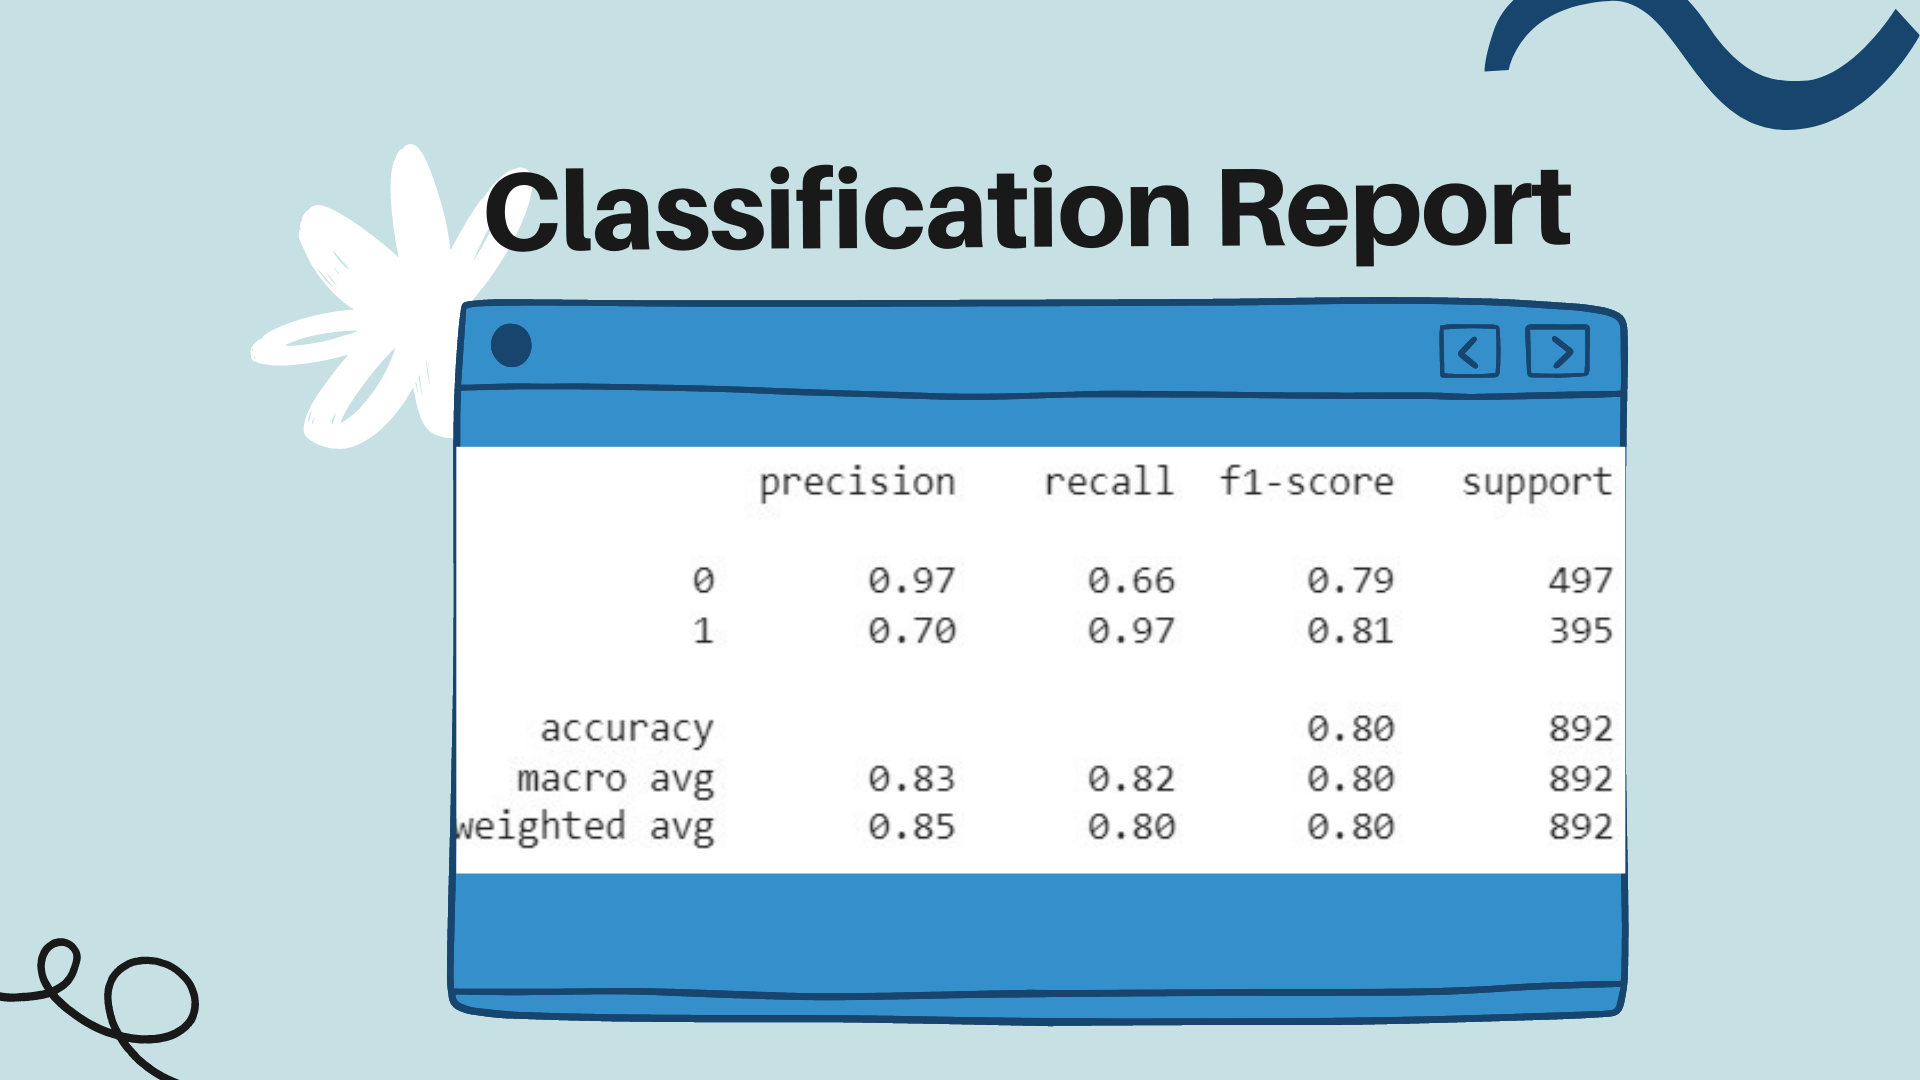 Classification Report
precision recall f1-score support
0 0.97 0.66 0.79 497
1 0.70 0.97 0.81 395
accuracy 0.80 892
macro avg 0.83 0.82 0.80 892
weighted avg 0.85 0.80 0.80 892